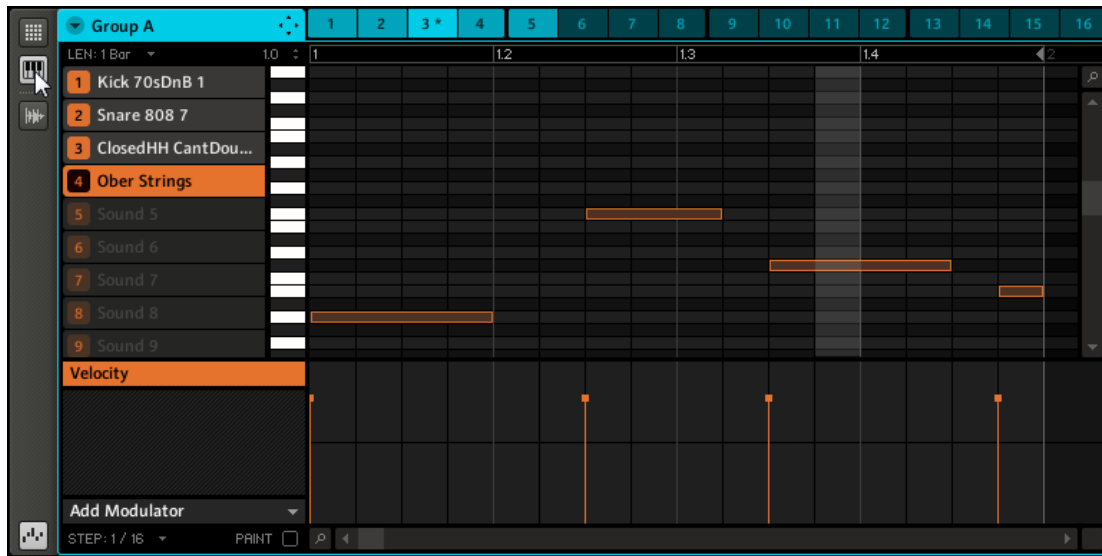 Group A
1 2 3 * 4 5 6 7 8 9 10 11 12 13 14 15 16
LEN: 1 Bar 1.0
1 1.2 1.3 1.4 2
1 Kick 70sDnB 1
2 Snare 808 7
3 ClosedHH CantDou...
4 Ober Strings
5 Sound 5
6 Sound 6
7 Sound 7
8 Sound 8
9 Sound 9
Velocity
Add Modulator
STEP: 1 / 16 PAINT